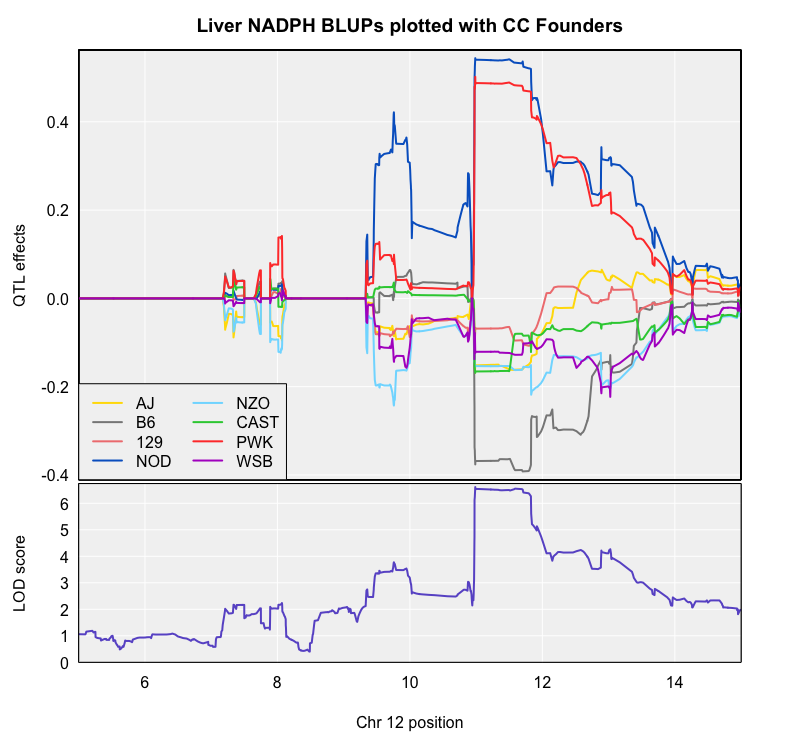 Liver NADPH BLUPs plotted with CC Founders
QTL effects
0.4
0.2
0.0
-0.2
-0.4
AJ NZO
B6 CAST
129 PWK
NOD WSB
LOD score
6
5
4
3
2
1
0
6 8 10 12 14
Chr 12 position